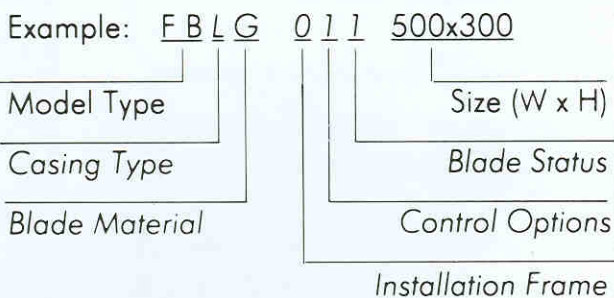 Example: FBLG 011 500x300
Model Type
Size (W x H)
Casing Type
Blade Status
Blade Material
Control Options
Installation Frame